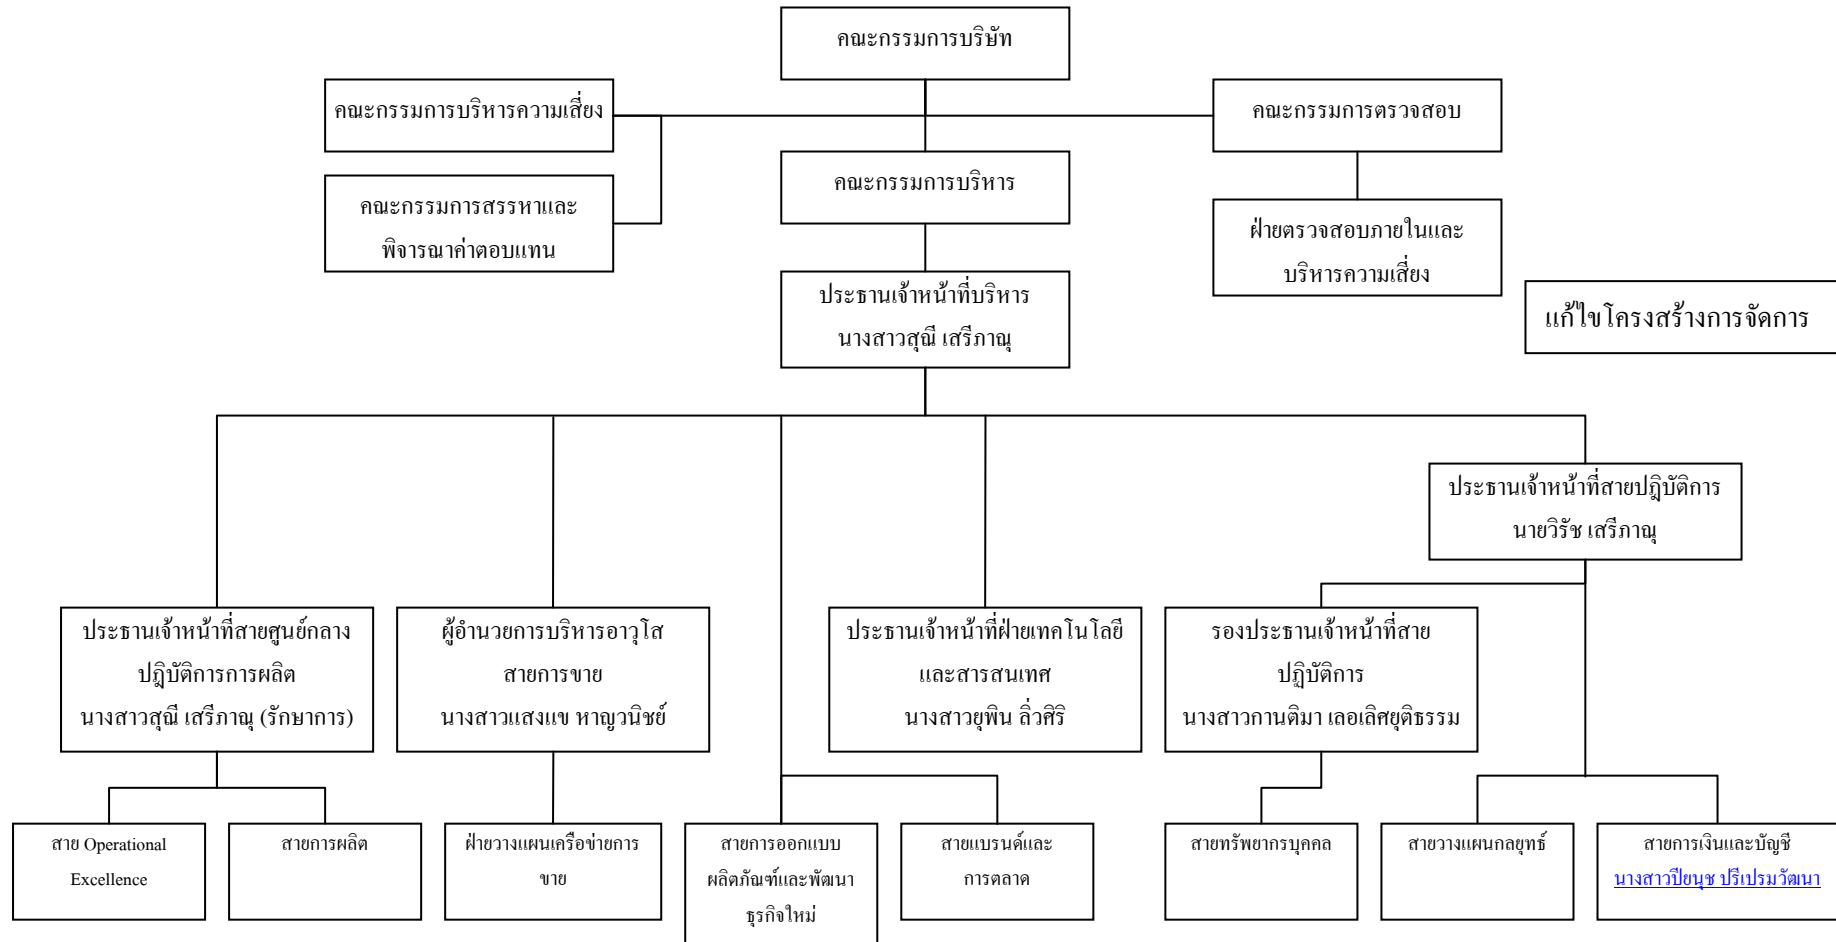 คณะกรรมการบริษัท
คณะกรรมการบริหารความเสี่ยง
คณะกรรมการตรวจสอบ
คณะกรรมการบริหาร
คณะกรรมการสรรหาและ
พิจารณาค่าตอบแทน
ฝ่ายตรวจสอบภายในและ
บริหารความเสี่ยง
ประธานเจ้าหน้าที่บริหาร
นางสาวสุณี เสรีภาณุ
แก้ไขโครงสร้างการจัดการ
ประธานเจ้าหน้าที่สายปฎิบัติการ
นายวิรัช เสรีภาณุ
ประธานเจ้าหน้าที่สายศูนย์กลาง
ปฎิบัติการการผลิต
นางสาวสุณี เสรีภาณุ (รักษาการ)
ผู้อำนวยการบริหารอาวุโส
สายการขาย
นางสาวแสงแข หาญวนิชย์
ประธานเจ้าหน้าที่ฝ่ายเทคโนโลยี
และสารสนเทศ
นางสาวยุพิน ลิ่วศิริ
รองประธานเจ้าหน้าที่สาย
ปฏิบัติการ
นางสาวกานติมา เลอเลิศยุติธรรม
สาย Operational
Excellence
สายการผลิต
ฝ่ายวางแผนเครือข่ายการ
ขาย
สายการออกแบบ
ผลิตภัณฑ์และพัฒนา
ธุรกิจใหม่
สายแบรนด์และ
การตลาด
สายทรัพยากรบุคคล
สายวางแผนกลยุทธ์
สายการเงินและบัญชี
นางสาวปิยนุช ปรีเปรมวัฒนา